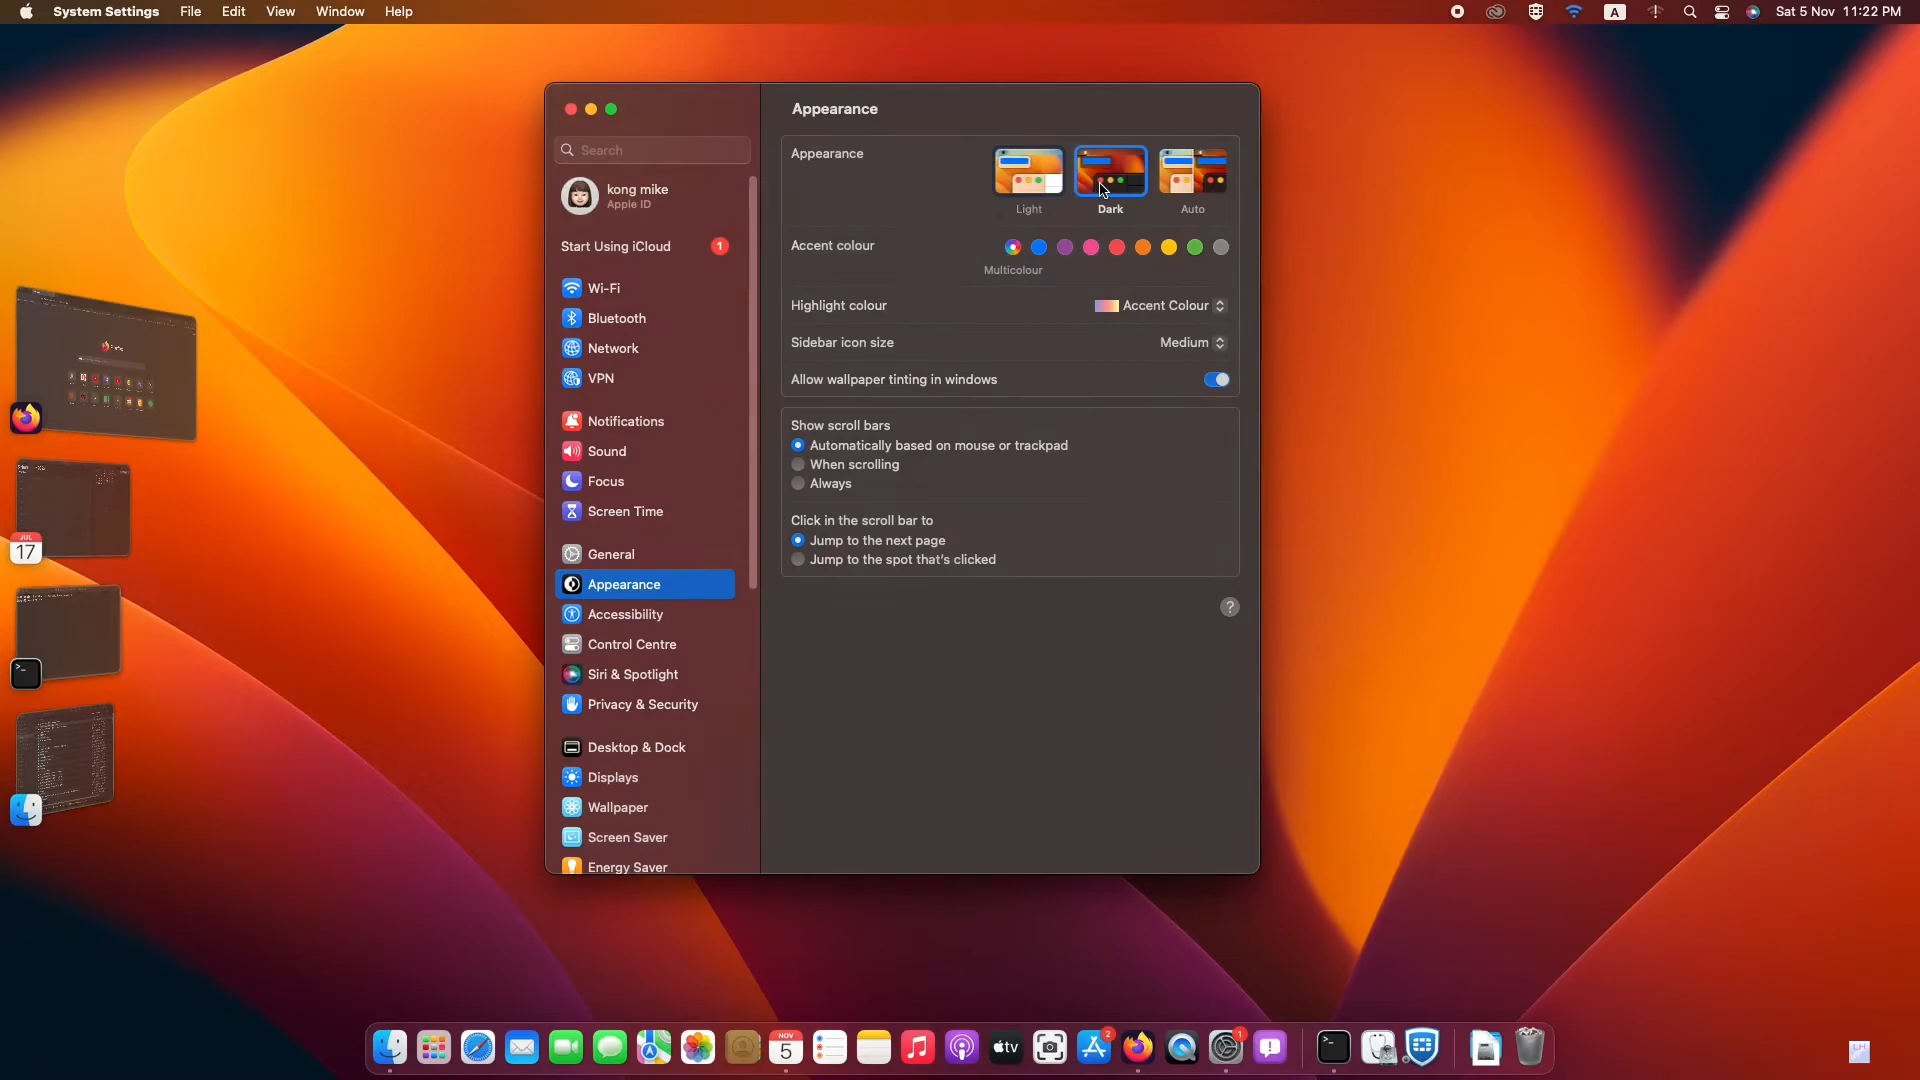 System Settings File Edit View Window Help
A
Sat 5 Nov 11:22 PM
Search
kong mike
Apple ID
Start Using iCloud 1
Wi-Fi
Bluetooth
Network
VPN
Notifications
Sound
Focus
Screen Time
General
Appearance
Accessibility
Control Centre
Siri & Spotlight
Privacy & Security
Desktop & Dock
Displays
Wallpaper
Screen Saver
Energy Saver
Appearance
Appearance
Light Dark Auto
Accent colour
Multicolour
Highlight colour Accent Colour
Sidebar icon size Medium
Allow wallpaper tinting in windows
Show scroll bars
Automatically based on mouse or trackpad
When scrolling
Always
Click in the scroll bar to
Jump to the next page
Jump to the spot that's clicked
?
JUL
17
>_
NOV
5
tv
2
1
>_
LH